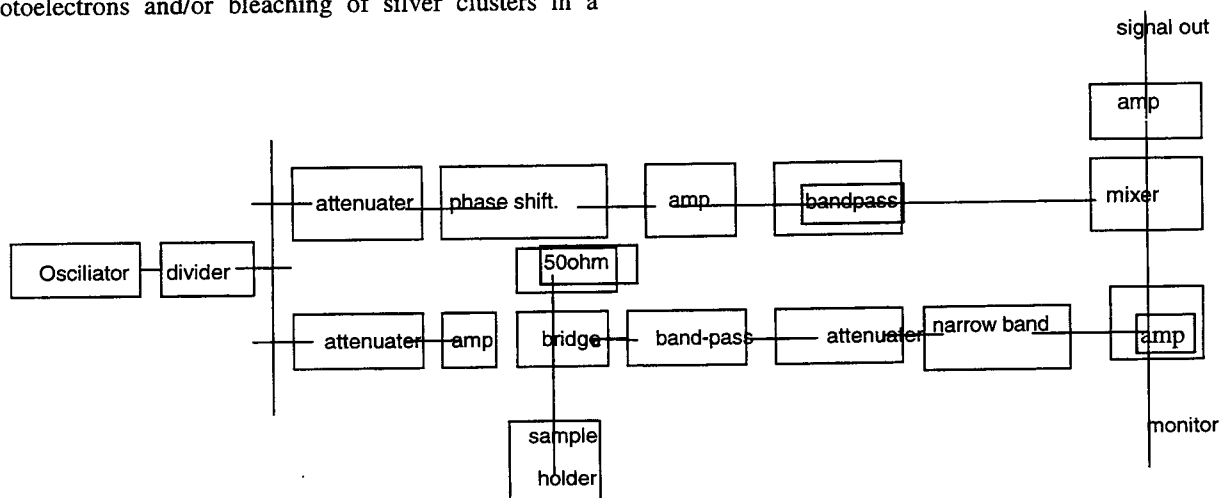 otoelectrons and/or bleaching of silver clusters in a
signal out
amp
attenuater
phase shift.
amp
bandpass
mixer
Osciliator
divider
50ohm
attenuater
amp
bridge
band-pass
attenuater
narrow band
amp
sample
holder
monitor